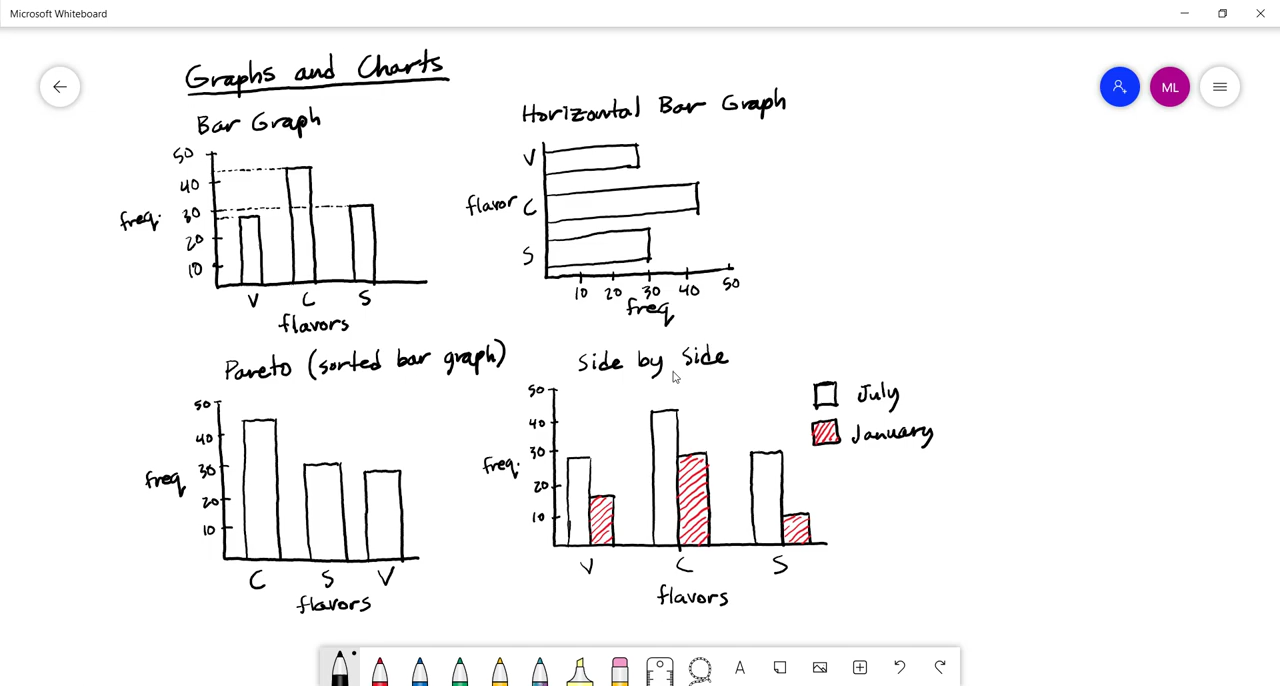 Microsoft Whiteboard
ML
Graphs and Charts
Bar Graph
50
40
30
20
10
freq.
V C S
flavors
Horizontal Bar Graph
V
flavor C
S
10 20 30 40 50
freq
Pareto (sorted bar graph)
50
40
30
20
10
freq
C S V
flavors
Side by Side
50
40
30
20
10
freq.
V C S
flavors
July
January
A